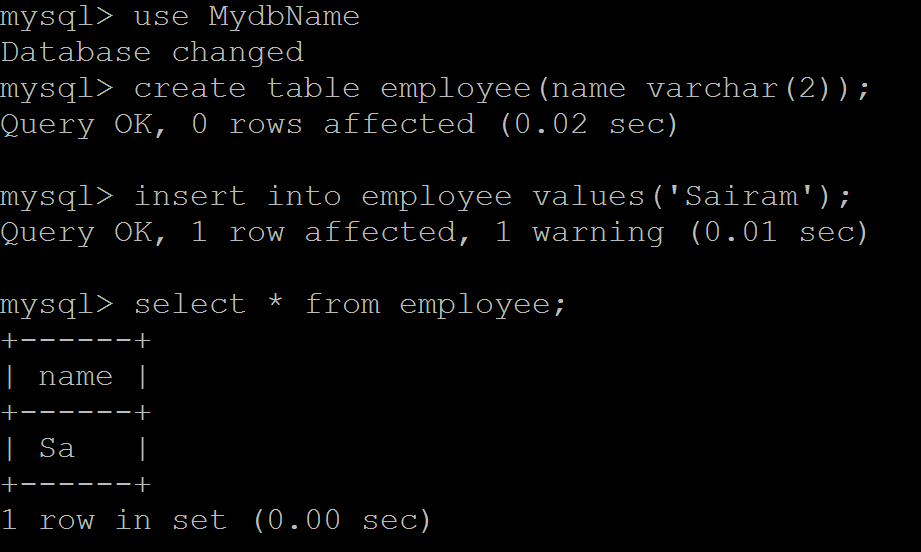 mysql> use MydbName
Database changed
mysql> create table employee(name varchar(2));
Query OK, 0 rows affected (0.02 sec)
mysql> insert into employee values('Sairam');
Query OK, 1 row affected, 1 warning (0.01 sec)
mysql> select * from employee;
+------+
| name |
+------+
| Sa   |
+------+
1 row in set (0.00 sec)